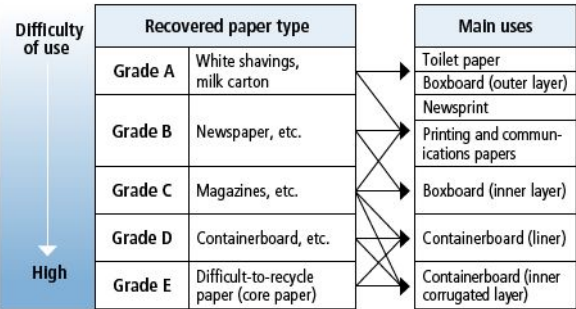 Difficulty
of use
High
Recovered paper type
Main uses
Grade A
White shavings,
milk carton
Toilet paper
Boxboard (outer layer)
Grade B
Newspaper, etc.
Newsprint
Printing and commun-
ications papers
Grade C
Magazines, etc.
Boxboard (inner layer)
Grade D
Containerboard, etc.
Containerboard (liner)
Grade E
Difficult-to-recycle
paper (core paper)
Containerboard (inner
corrugated layer)